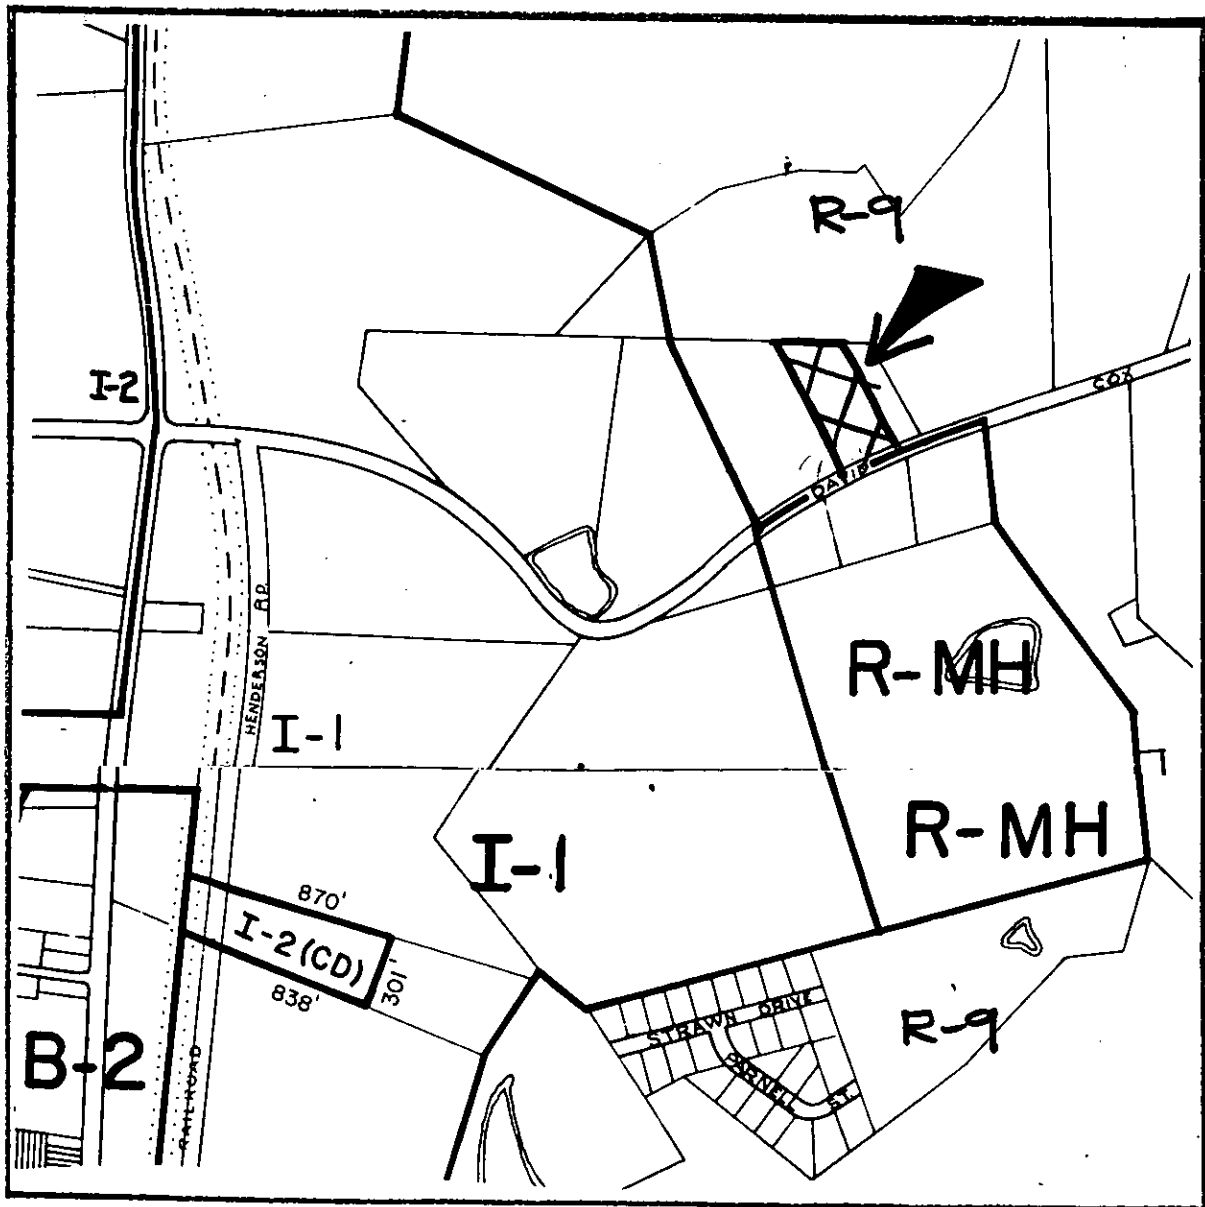 R-9
I-2
COX
DAVID
HENDERSON RD.
R-MH
I-1
R-MH
I-1
870'
I-2(CD)
301'
838'
STRAWN DRIVE
R-9
B-2
PARNELL ST.
RAILROAD